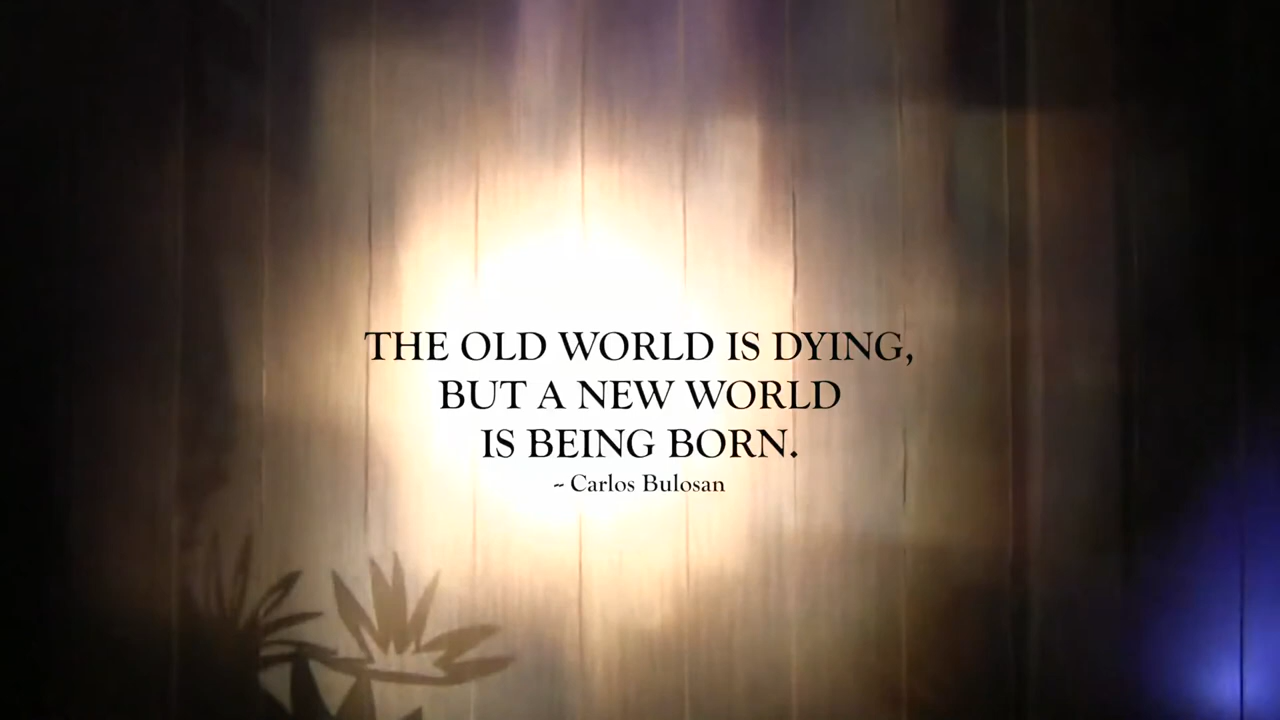 THE OLD WORLD IS DYING,
BUT A NEW WORLD
IS BEING BORN.
~ Carlos Bulosan